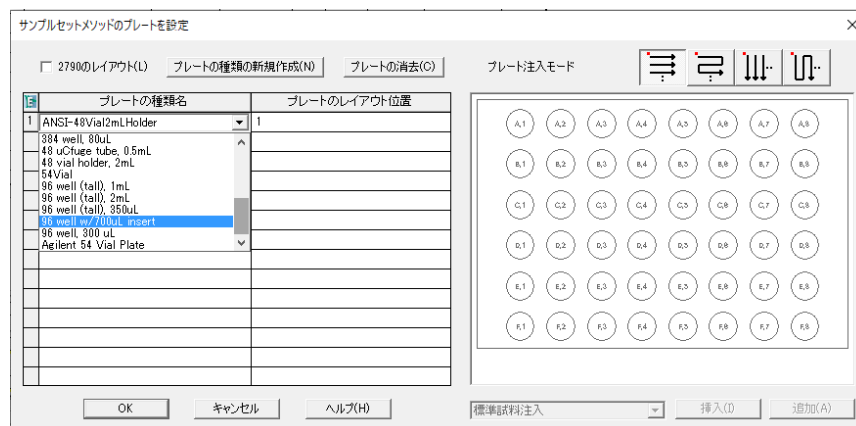 サンプルセットメソッドのプレートを設定
2790のレイアウト(L) プレートの種類の新規作成(N) プレートの消去(C) プレート注入モード
プレートの種類名 プレートのレイアウト位置
1 ANSI-48Vial2mLHolder 1
384 well, 80uL
48 uCfuge tube, 0.5mL
48 vial holder, 2mL
54Vial
96 well (tall), 1mL
96 well (tall), 2mL
96 well (tall), 350uL
96 well w/700uL insert
96 well, 300 uL
Agilent 54 Vial Plate
A,1 A,2 A,3 A,4 A,5 A,6 A,7 A,8
B,1 B,2 B,3 B,4 B,5 B,6 B,7 B,8
C,1 C,2 C,3 C,4 C,5 C,6 C,7 C,8
D,1 D,2 D,3 D,4 D,5 D,6 D,7 D,8
E,1 E,2 E,3 E,4 E,5 E,6 E,7 E,8
F,1 F,2 F,3 F,4 F,5 F,6 F,7 F,8
OK キャンセル ヘルプ(H) 標準試料注入 挿入(I) 追加(A)